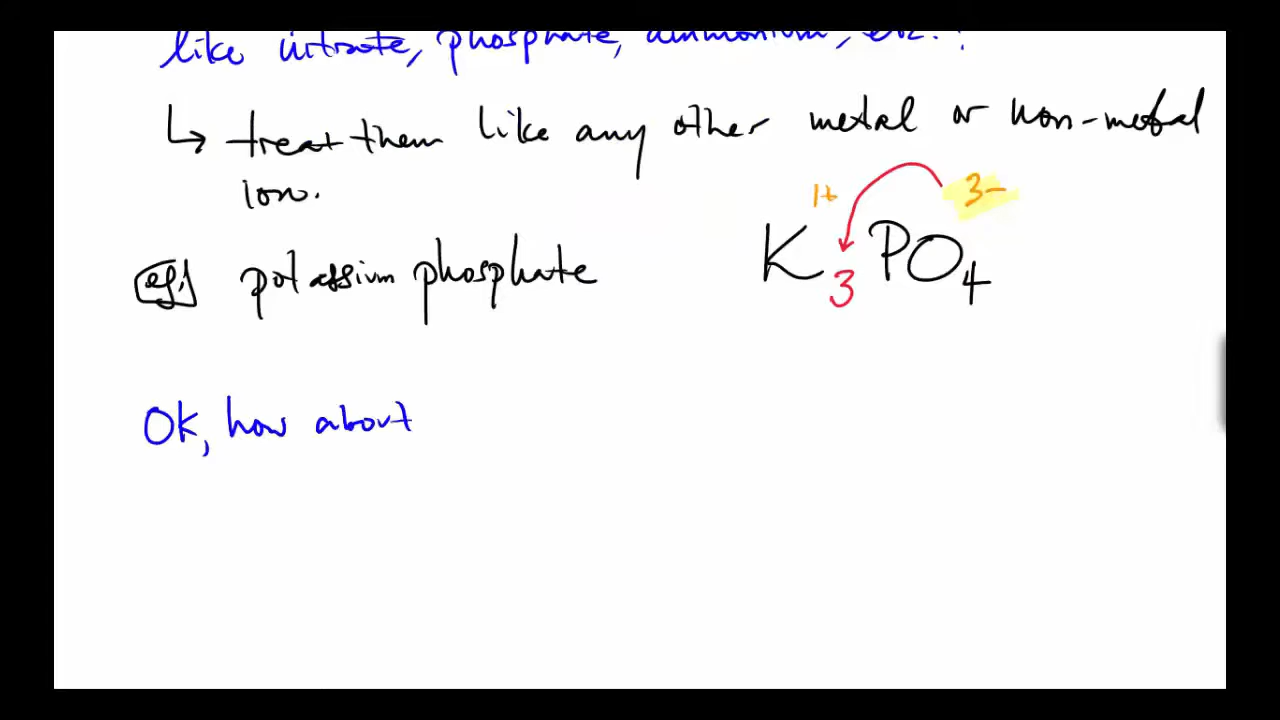 like nitrate, phosphate, ammonium, etc.?
↳ treat them like any other metal or non-metal
ion.
1+ 3-
eg.) potassium phosphate K3PO4
Ok, how about